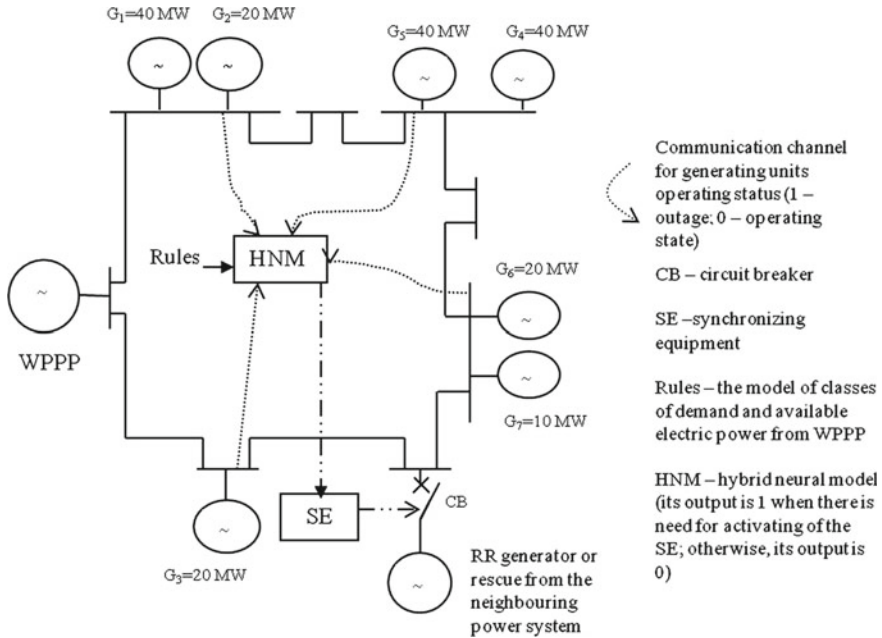 G₁=40 MW
G₂=20 MW
G₅=40 MW
G₄=40 MW
~
~
~
~
Communication channel
for generating units
operating status (1 –
outage; 0 – operating
state)
Rules
HNM
G₆=20 MW
CB – circuit breaker
~
~
WPPP
SE –synchronizing
equipment
~
G₇=10 MW
Rules – the model of classes
of demand and available
electric power from WPPP
HNM – hybrid neural model
(its output is 1 when there is
need for activating of the
SE; otherwise, its output is
0)
SE
CB
~
G₃=20 MW
~
RR generator or
rescue from the
neighbouring
power system